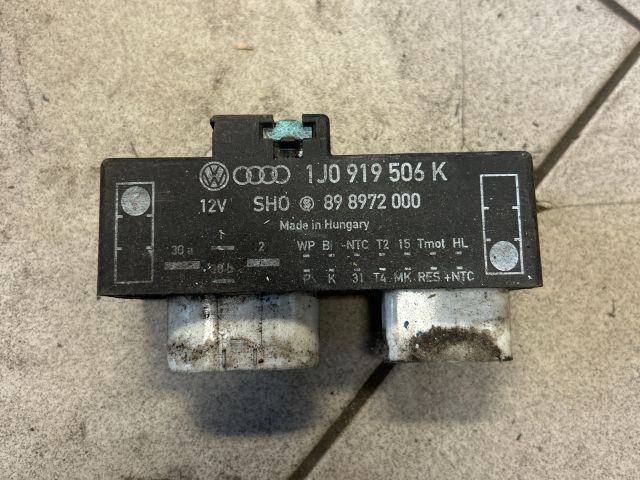 1J0 919 506 K
12V SHO 89 8972 000
Made in Hungary
1
30 a 2 WP BI -NTC T2 15 Tmot HL
30 b P K 31 T4 MK RES. +NTC